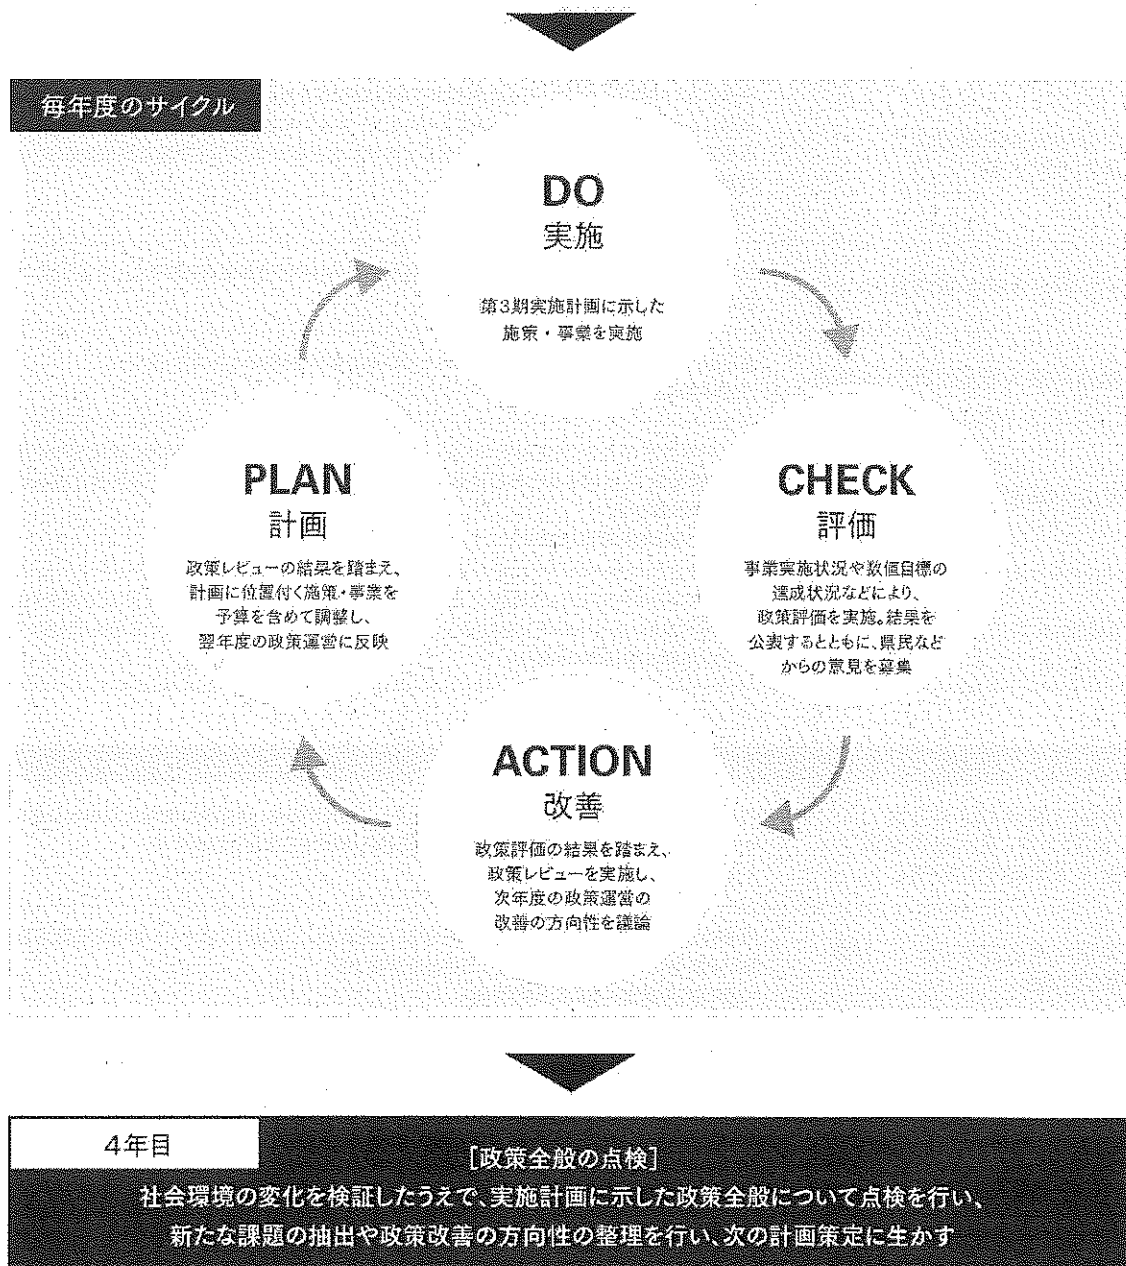 毎年度のサイクル
DO
実施
第3期実施計画に示した
施策・事業を実施
PLAN
計画
政策レビューの結果を踏まえ、
計画に位置付く施策・事業を
予算を含めて調整し、
翌年度の政策運営に反映
CHECK
評価
事業実施状況や数値目標の
達成状況などにより、
政策評価を実施。結果を
公表するとともに、県民など
からの意見を募集
ACTION
改善
政策評価の結果を踏まえ、
政策レビューを実施し、
次年度の政策運営の
改善の方向性を議論
4年目
[政策全般の点検]
社会環境の変化を検証したうえで、実施計画に示した政策全般について点検を行い、
新たな課題の抽出や政策改善の方向性の整理を行い、次の計画策定に生かす